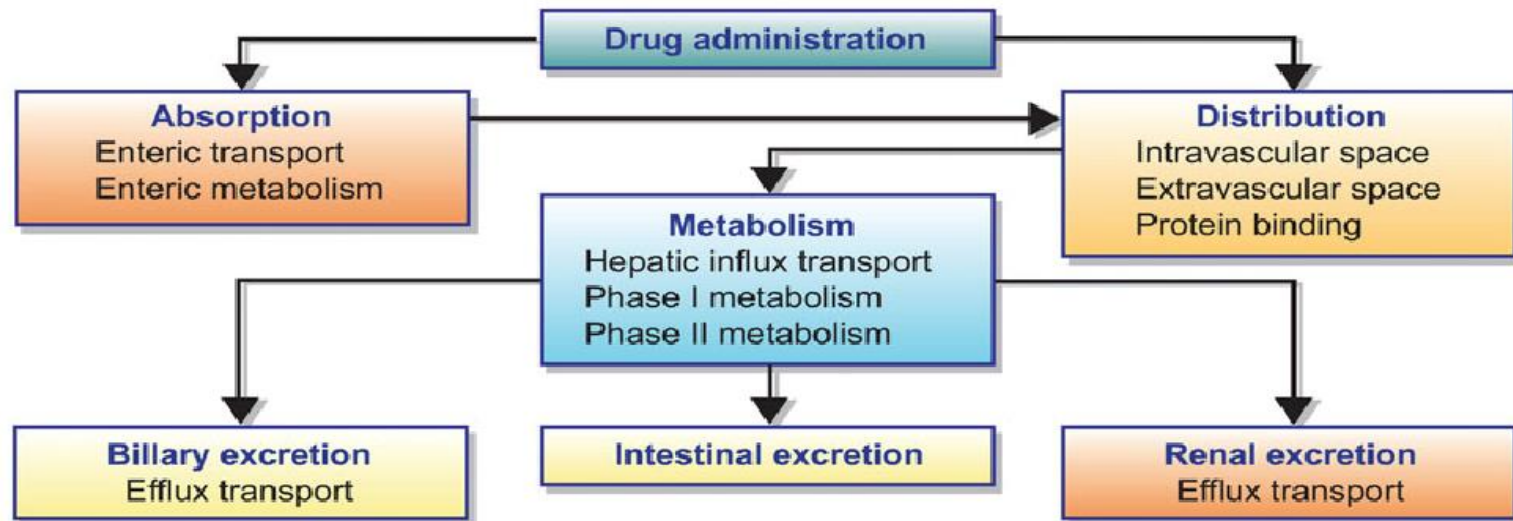 Drug administration
Absorption
Enteric transport
Enteric metabolism
Distribution
Intravascular space
Extravascular space
Protein binding
Metabolism
Hepatic influx transport
Phase I metabolism
Phase II metabolism
Billary excretion
Efflux transport
Intestinal excretion
Renal excretion
Efflux transport